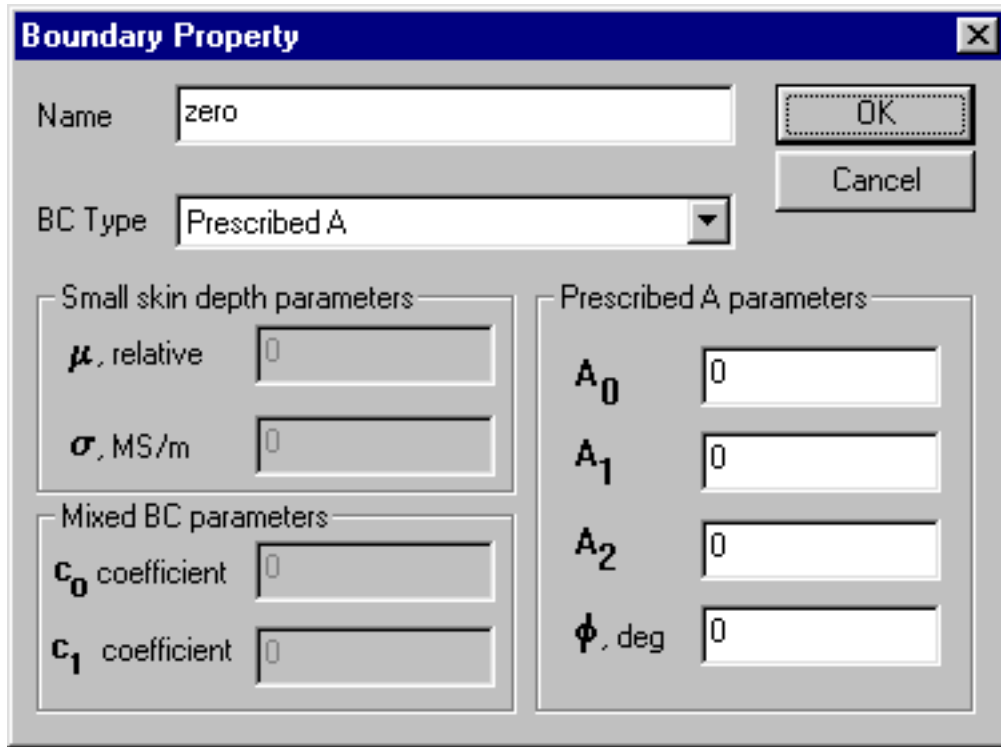 Boundary Property
Name zero
OK
Cancel
BC Type Prescribed A
Small skin depth parameters
μ, relative 0
σ, MS/m 0
Mixed BC parameters
c0 coefficient 0
c1 coefficient 0
Prescribed A parameters
A0 0
A1 0
A2 0
ϕ, deg 0